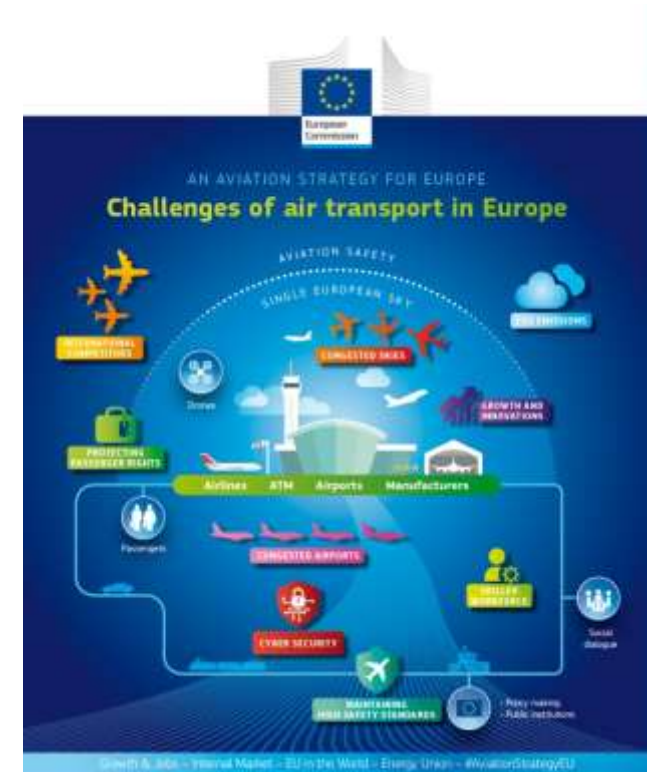 European
Commission
AN AVIATION STRATEGY FOR EUROPE
Challenges of air transport in Europe
AVIATION SAFETY
SINGLE EUROPEAN SKY
INTERNATIONAL
COMPETITORS
CONGESTED SKIES
CO2 EMISSIONS
Drones
GROWTH AND
INNOVATIONS
PROTECTING
PASSENGER RIGHTS
Airlines ATM Airports Manufacturers
Passengers
CONGESTED AIRPORTS
SKILLED
WORKFORCE
CYBER SECURITY
Social
dialogue
MAINTAINING
HIGH SAFETY STANDARDS
- Policy making
- Public institutions
Growth & Jobs – Internal Market – EU in the World – Energy Union – #AviationStrategyEU